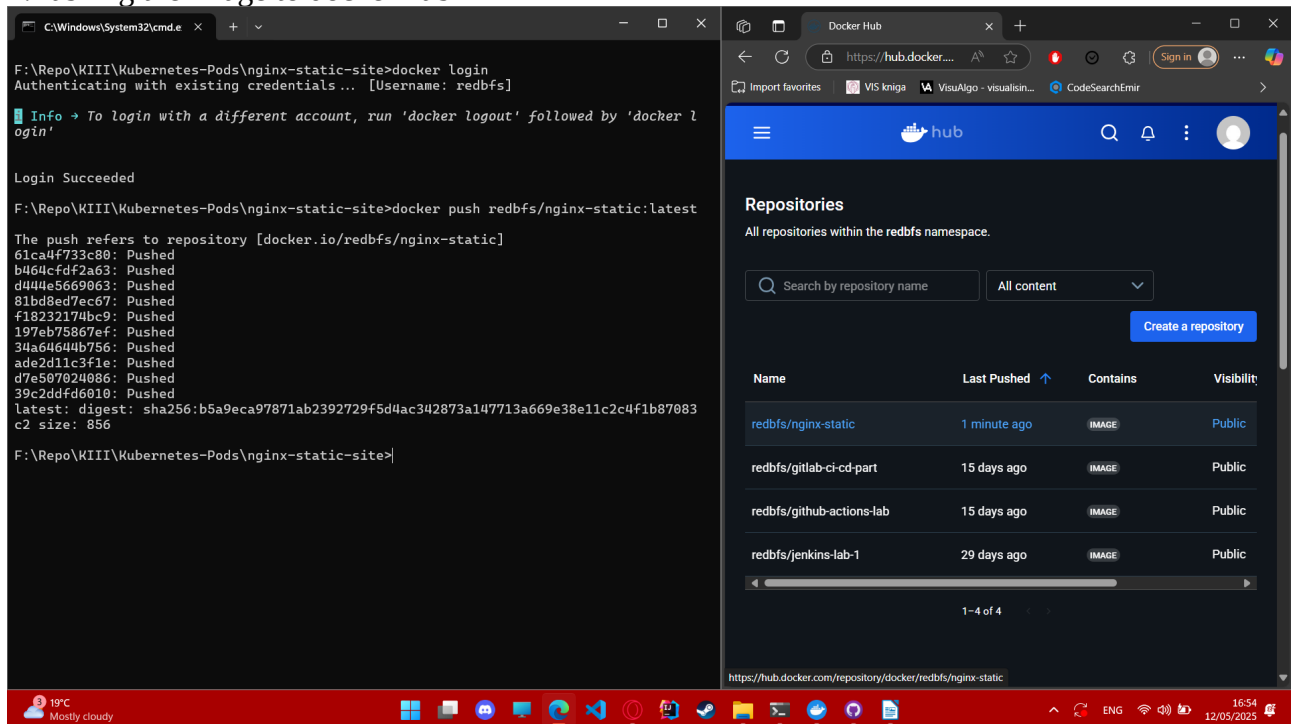 C:\Windows\System32\cmd.e
F:\Repo\KIII\Kubernetes-Pods\nginx-static-site>docker login
Authenticating with existing credentials... [Username: redbfs]
i Info → To login with a different account, run 'docker logout' followed by 'docker l
ogin'
Login Succeeded
F:\Repo\KIII\Kubernetes-Pods\nginx-static-site>docker push redbfs/nginx-static:latest
The push refers to repository [docker.io/redbfs/nginx-static]
61ca4f733c80: Pushed
b464cfdf2a63: Pushed
d444e5669063: Pushed
81bd8ed7ec67: Pushed
f18232174bc9: Pushed
197eb75867ef: Pushed
34a64644b756: Pushed
ade2d11c3f1e: Pushed
d7e507024086: Pushed
39c2ddfd6010: Pushed
latest: digest: sha256:b5a9eca97871ab2392729f5d4ac342873a147713a669e38e11c2c4f1b87083
c2 size: 856
F:\Repo\KIII\Kubernetes-Pods\nginx-static-site>
Docker Hub
https://hub.docker....
Sign in
Import favorites VIS kniga VisuAlgo - visualisin... CodeSearchEmir
hub
Repositories
All repositories within the redbfs namespace.
Search by repository name All content
Create a repository
Name Last Pushed Contains Visibility
redbfs/nginx-static 1 minute ago IMAGE Public
redbfs/gitlab-ci-cd-part 15 days ago IMAGE Public
redbfs/github-actions-lab 15 days ago IMAGE Public
redbfs/jenkins-lab-1 29 days ago IMAGE Public
1–4 of 4
https://hub.docker.com/repository/docker/redbfs/nginx-static
3 19°C
Mostly cloudy
ENG
16:54
12/05/2025